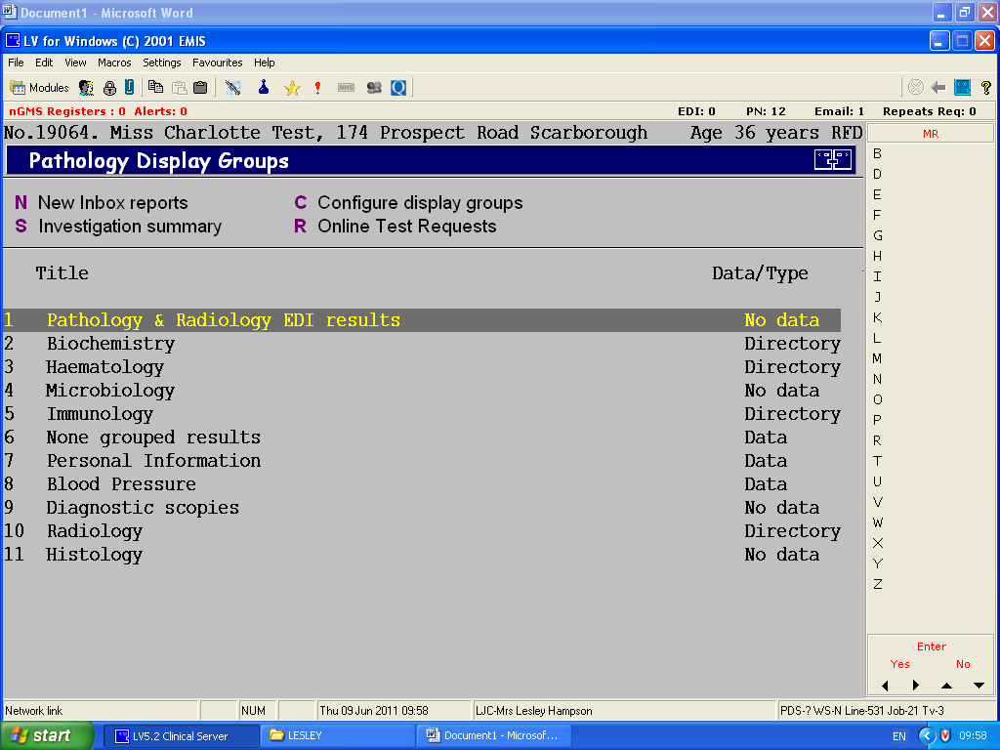 Document1 - Microsoft Word
LV for Windows (C) 2001 EMIS
File Edit View Macros Settings Favourites Help
Modules NHS Q ?
nGMS Registers : 0 Alerts: 0 EDI: 0 PN: 12 Email: 1 Repeats Req: 0
No.19064. Miss Charlotte Test, 174 Prospect Road Scarborough Age 36 years RFD
MR
Pathology Display Groups
N New Inbox reports C Configure display groups
S Investigation summary R Online Test Requests
Title Data/Type
1 Pathology & Radiology EDI results No data
2 Biochemistry Directory
3 Haematology Directory
4 Microbiology No data
5 Immunology Directory
6 None grouped results Data
7 Personal Information Data
8 Blood Pressure Data
9 Diagnostic scopies No data
10 Radiology Directory
11 Histology No data
B
D
E
F
G
H
I
J
K
L
M
N
O
P
R
T
U
V
W
X
Y
Z
Enter
Yes No
Network link NUM Thu 09 Jun 2011 09:58 LJC-Mrs Lesley Hampson PDS-? WS-N Line-531 Job-21 Tv-3
start LV5.2 Clinical Server LESLEY Document1 - Microsof... EN 09:58